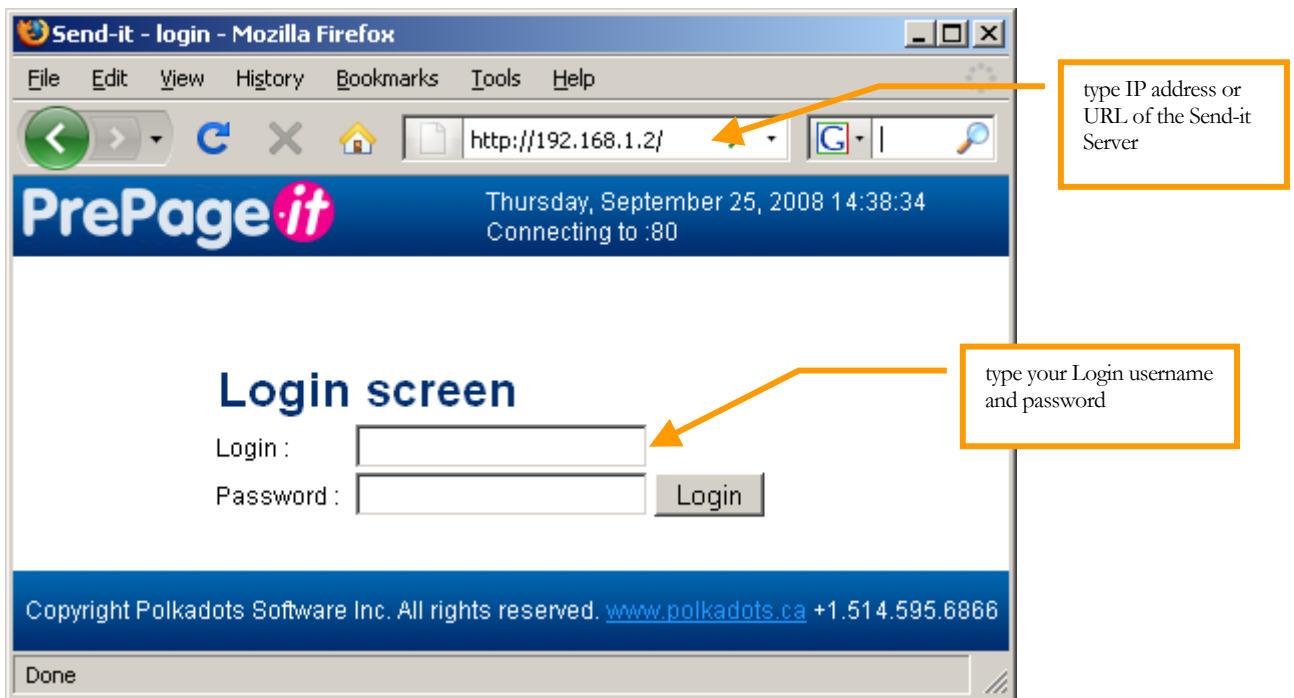 Send-it - login - Mozilla Firefox
File Edit View History Bookmarks Tools Help
http://192.168.1.2/
G
type IP address or
URL of the Send-it
Server
PrePage·it
Thursday, September 25, 2008 14:38:34
Connecting to :80
Login screen
Login :
Password :
Login
type your Login username
and password
Copyright Polkadots Software Inc. All rights reserved. www.polkadots.ca +1.514.595.6866
Done